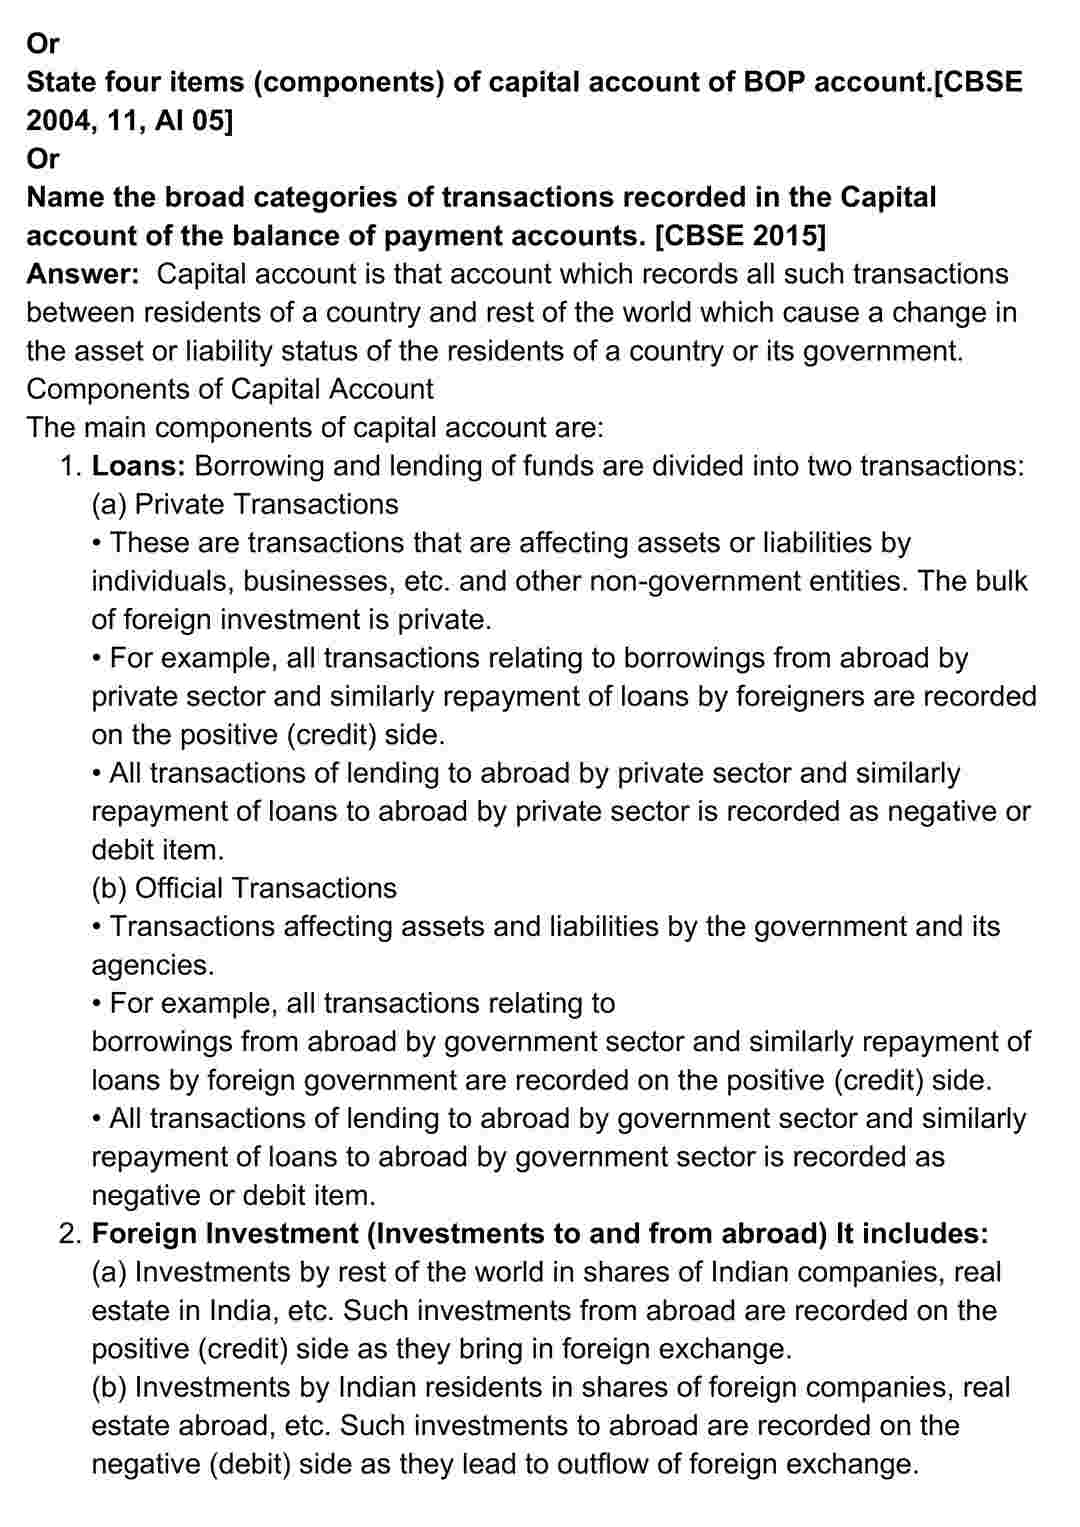 Or
State four items (components) of capital account of BOP account.[CBSE
2004, 11, AI 05]
Or
Name the broad categories of transactions recorded in the Capital
account of the balance of payment accounts. [CBSE 2015]
Answer:  Capital account is that account which records all such transactions
between residents of a country and rest of the world which cause a change in
the asset or liability status of the residents of a country or its government.
Components of Capital Account
The main components of capital account are:
1. Loans: Borrowing and lending of funds are divided into two transactions:
(a) Private Transactions
• These are transactions that are affecting assets or liabilities by
individuals, businesses, etc. and other non-government entities. The bulk
of foreign investment is private.
• For example, all transactions relating to borrowings from abroad by
private sector and similarly repayment of loans by foreigners are recorded
on the positive (credit) side.
• All transactions of lending to abroad by private sector and similarly
repayment of loans to abroad by private sector is recorded as negative or
debit item.
(b) Official Transactions
• Transactions affecting assets and liabilities by the government and its
agencies.
• For example, all transactions relating to
borrowings from abroad by government sector and similarly repayment of
loans by foreign government are recorded on the positive (credit) side.
• All transactions of lending to abroad by government sector and similarly
repayment of loans to abroad by government sector is recorded as
negative or debit item.
2. Foreign Investment (Investments to and from abroad) It includes:
(a) Investments by rest of the world in shares of Indian companies, real
estate in India, etc. Such investments from abroad are recorded on the
positive (credit) side as they bring in foreign exchange.
(b) Investments by Indian residents in shares of foreign companies, real
estate abroad, etc. Such investments to abroad are recorded on the
negative (debit) side as they lead to outflow of foreign exchange.